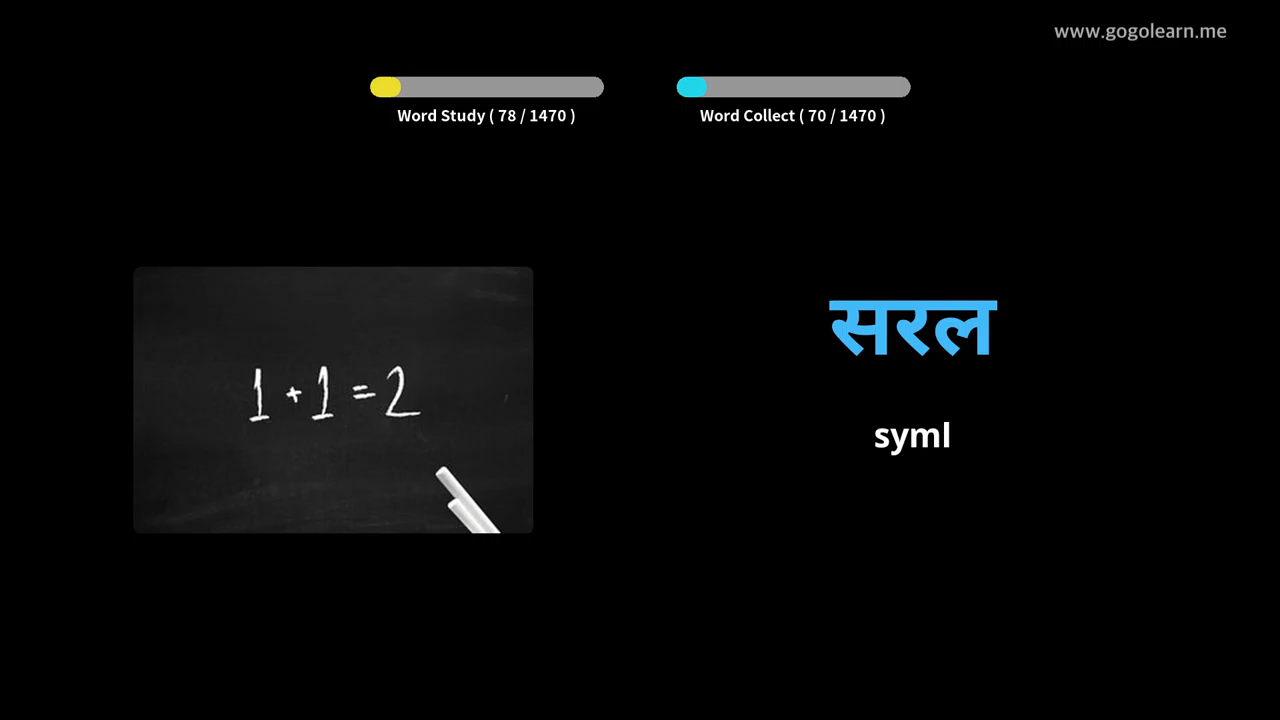 www.gogolearn.me
Word Study ( 78 / 1470 )
Word Collect ( 70 / 1470 )
1 + 1 = 2
सरल
syml